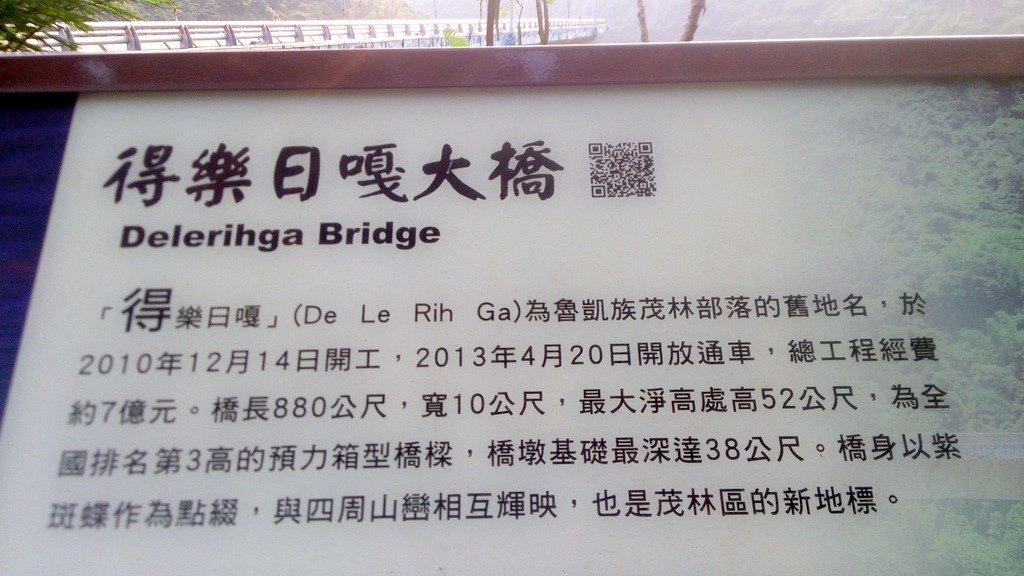 得樂日嘎大橋
Delerihga Bridge
「得樂日嘎」(De Le Rih Ga)為魯凱族茂林部落的舊地名，於
2010年12月14日開工，2013年4月20日開放通車，總工程經費
約7億元。橋長880公尺，寬10公尺，最大淨高處高52公尺，為全
國排名第3高的預力箱型橋樑，橋墩基礎最深達38公尺。橋身以紫
斑蝶作為點綴，與四周山巒相互輝映，也是茂林區的新地標。